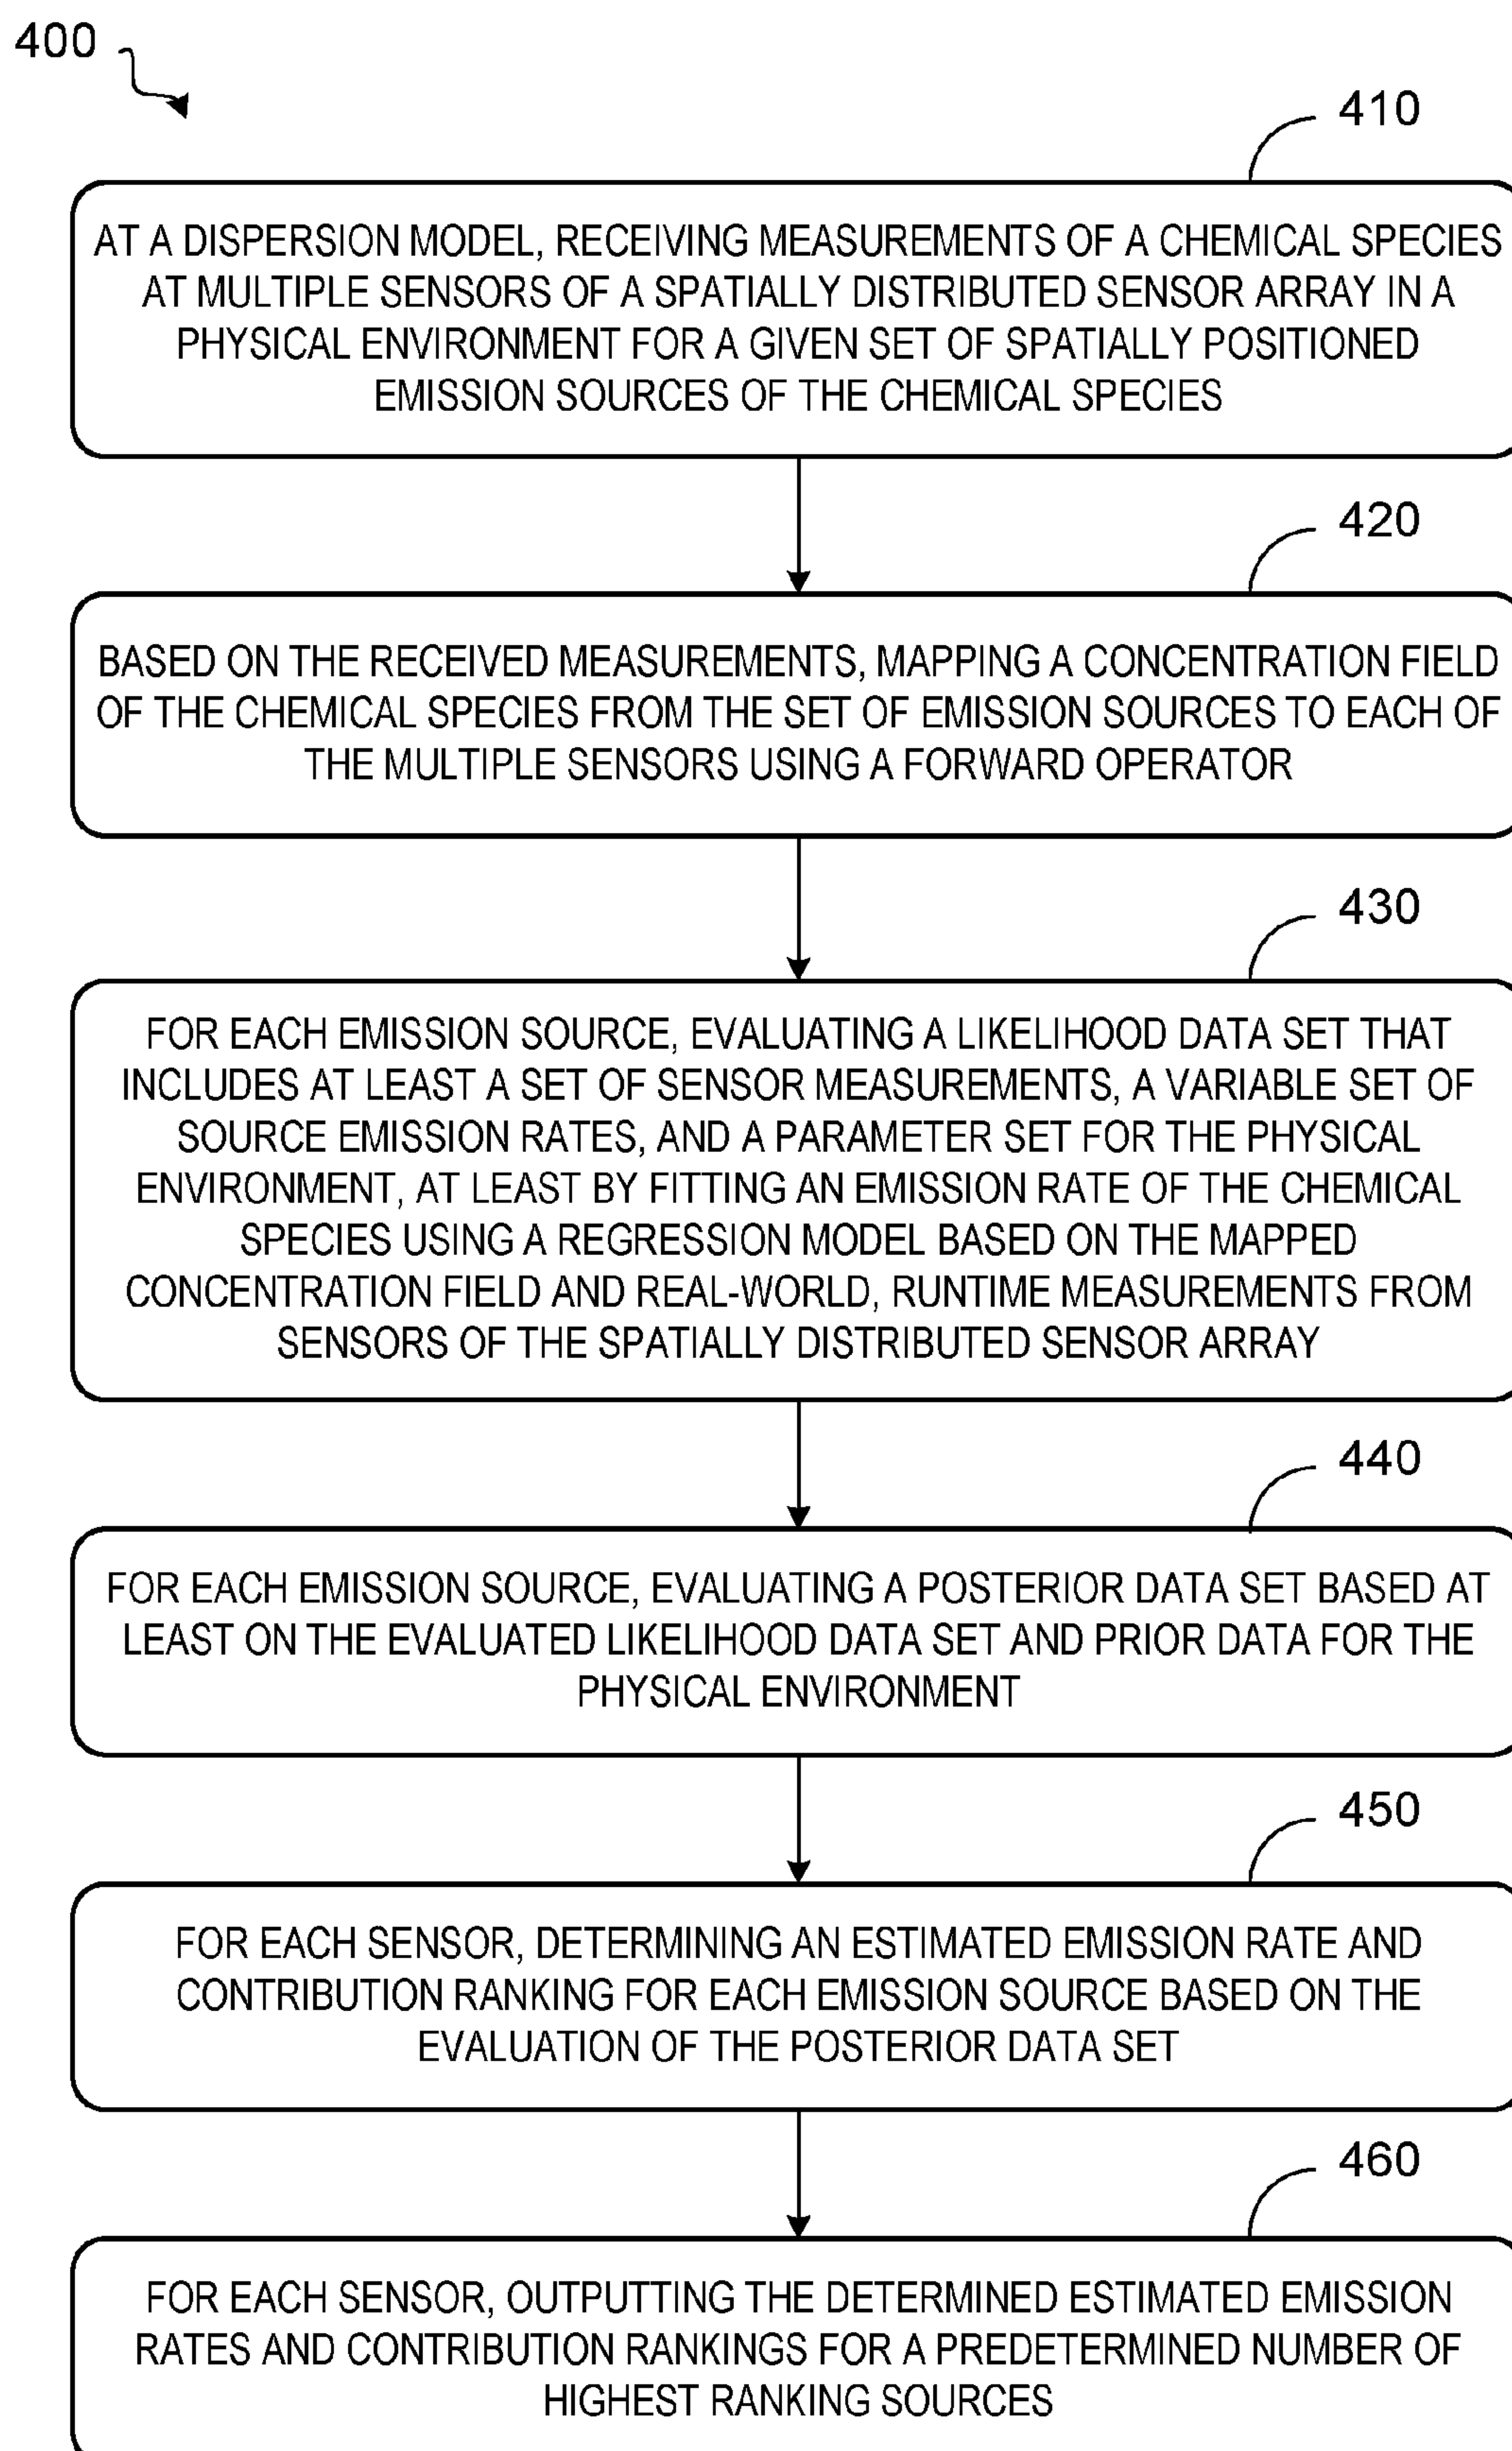 400
410
AT A DISPERSION MODEL, RECEIVING MEASUREMENTS OF A CHEMICAL SPECIES
AT MULTIPLE SENSORS OF A SPATIALLY DISTRIBUTED SENSOR ARRAY IN A
PHYSICAL ENVIRONMENT FOR A GIVEN SET OF SPATIALLY POSITIONED
EMISSION SOURCES OF THE CHEMICAL SPECIES
420
BASED ON THE RECEIVED MEASUREMENTS, MAPPING A CONCENTRATION FIELD
OF THE CHEMICAL SPECIES FROM THE SET OF EMISSION SOURCES TO EACH OF
THE MULTIPLE SENSORS USING A FORWARD OPERATOR
430
FOR EACH EMISSION SOURCE, EVALUATING A LIKELIHOOD DATA SET THAT
INCLUDES AT LEAST A SET OF SENSOR MEASUREMENTS, A VARIABLE SET OF
SOURCE EMISSION RATES, AND A PARAMETER SET FOR THE PHYSICAL
ENVIRONMENT, AT LEAST BY FITTING AN EMISSION RATE OF THE CHEMICAL
SPECIES USING A REGRESSION MODEL BASED ON THE MAPPED
CONCENTRATION FIELD AND REAL-WORLD, RUNTIME MEASUREMENTS FROM
SENSORS OF THE SPATIALLY DISTRIBUTED SENSOR ARRAY
440
FOR EACH EMISSION SOURCE, EVALUATING A POSTERIOR DATA SET BASED AT
LEAST ON THE EVALUATED LIKELIHOOD DATA SET AND PRIOR DATA FOR THE
PHYSICAL ENVIRONMENT
450
FOR EACH SENSOR, DETERMINING AN ESTIMATED EMISSION RATE AND
CONTRIBUTION RANKING FOR EACH EMISSION SOURCE BASED ON THE
EVALUATION OF THE POSTERIOR DATA SET
460
FOR EACH SENSOR, OUTPUTTING THE DETERMINED ESTIMATED EMISSION
RATES AND CONTRIBUTION RANKINGS FOR A PREDETERMINED NUMBER OF
HIGHEST RANKING SOURCES